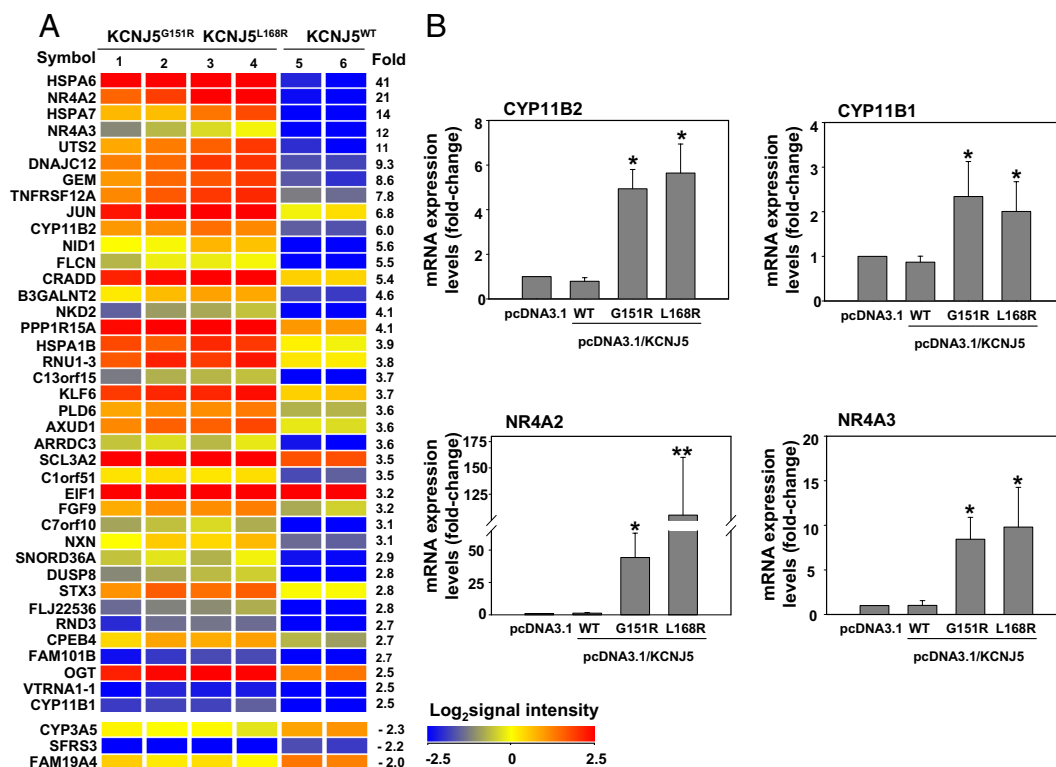 A
KCNJ5G151R KCNJ5L168R KCNJ5WT
Symbol 1 2 3 4 5 6 Fold
HSPA6 41
NR4A2 21
HSPA7 14
NR4A3 12
UTS2 11
DNAJC12 9.3
GEM 8.6
TNFRSF12A 7.8
JUN 6.8
CYP11B2 6.0
NID1 5.6
FLCN 5.5
CRADD 5.4
B3GALNT2 4.6
NKD2 4.1
PPP1R15A 4.1
HSPA1B 3.9
RNU1-3 3.8
C13orf15 3.7
KLF6 3.7
PLD6 3.6
AXUD1 3.6
ARRDC3 3.6
SCL3A2 3.5
C1orf51 3.5
EIF1 3.2
FGF9 3.2
C7orf10 3.1
NXN 3.1
SNORD36A 2.9
DUSP8 2.8
STX3 2.8
FLJ22536 2.8
RND3 2.7
CPEB4 2.7
FAM101B 2.7
OGT 2.5
VTRNA1-1 2.5
CYP11B1 2.5
CYP3A5 - 2.3
SFRS3 - 2.2
FAM19A4 - 2.0
B
CYP11B2
mRNA expression
levels (fold-change)
8
6
4
2
0
* *
pcDNA3.1 WT G151R L168R
pcDNA3.1/KCNJ5
CYP11B1
mRNA expression
levels (fold-change)
4
3
2
1
0
* *
pcDNA3.1 WT G151R L168R
pcDNA3.1/KCNJ5
NR4A2
mRNA expression
levels (fold-change)
175
150
125
50
25
0
* **
pcDNA3.1 WT G151R L168R
pcDNA3.1/KCNJ5
NR4A3
mRNA expression
levels (fold-change)
20
15
10
5
0
* *
pcDNA3.1 WT G151R L168R
pcDNA3.1/KCNJ5
Log2signal intensity
-2.5 0 2.5